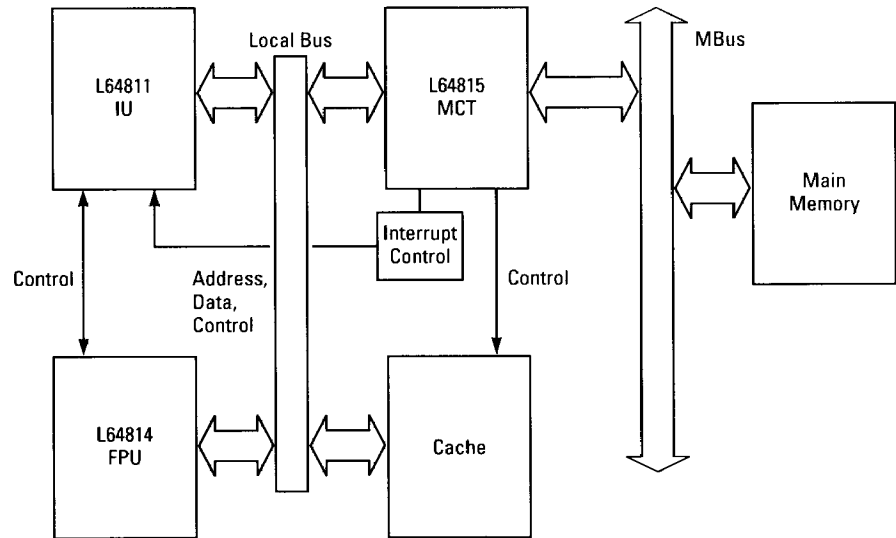 Local Bus
MBus
L64811
IU
L64815
MCT
Main
Memory
Interrupt
Control
Control
Address,
Data,
Control
Control
L64814
FPU
Cache